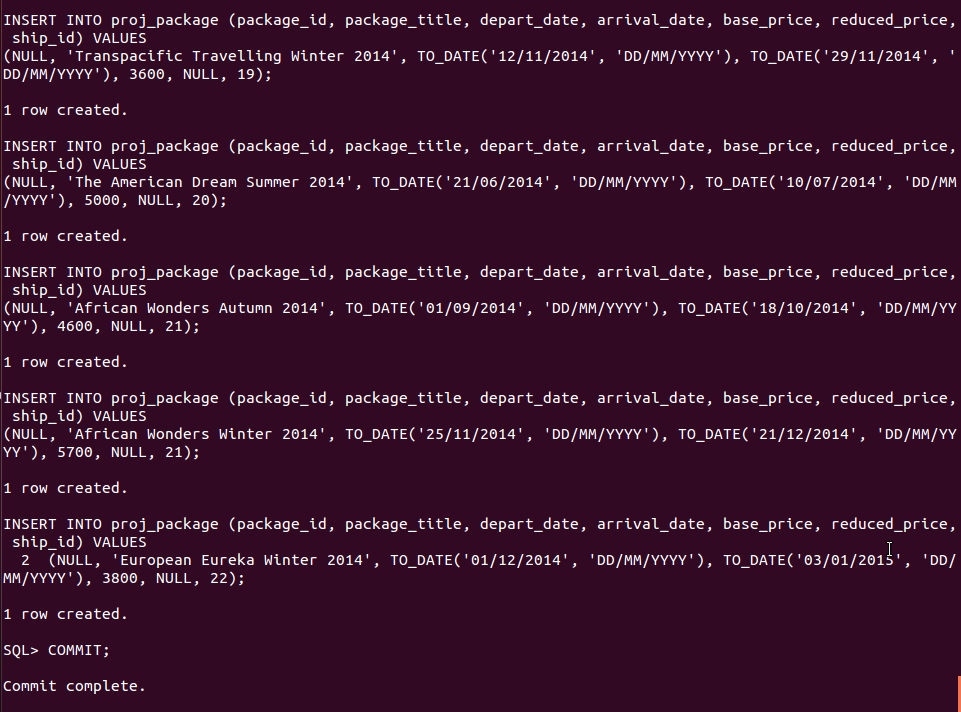 INSERT INTO proj_package (package_id, package_title, depart_date, arrival_date, base_price, reduced_price,
 ship_id) VALUES
(NULL, 'Transpacific Travelling Winter 2014', TO_DATE('12/11/2014', 'DD/MM/YYYY'), TO_DATE('29/11/2014', '
DD/MM/YYYY'), 3600, NULL, 19);
1 row created.
INSERT INTO proj_package (package_id, package_title, depart_date, arrival_date, base_price, reduced_price,
 ship_id) VALUES
(NULL, 'The American Dream Summer 2014', TO_DATE('21/06/2014', 'DD/MM/YYYY'), TO_DATE('10/07/2014', 'DD/MM
/YYYY'), 5000, NULL, 20);
1 row created.
INSERT INTO proj_package (package_id, package_title, depart_date, arrival_date, base_price, reduced_price,
 ship_id) VALUES
(NULL, 'African Wonders Autumn 2014', TO_DATE('01/09/2014', 'DD/MM/YYYY'), TO_DATE('18/10/2014', 'DD/MM/YY
YY'), 4600, NULL, 21);
1 row created.
INSERT INTO proj_package (package_id, package_title, depart_date, arrival_date, base_price, reduced_price,
 ship_id) VALUES
(NULL, 'African Wonders Winter 2014', TO_DATE('25/11/2014', 'DD/MM/YYYY'), TO_DATE('21/12/2014', 'DD/MM/YY
YY'), 5700, NULL, 21);
1 row created.
INSERT INTO proj_package (package_id, package_title, depart_date, arrival_date, base_price, reduced_price,
 ship_id) VALUES
  2  (NULL, 'European Eureka Winter 2014', TO_DATE('01/12/2014', 'DD/MM/YYYY'), TO_DATE('03/01/2015', 'DD/
MM/YYYY'), 3800, NULL, 22);
1 row created.
SQL> COMMIT;
Commit complete.